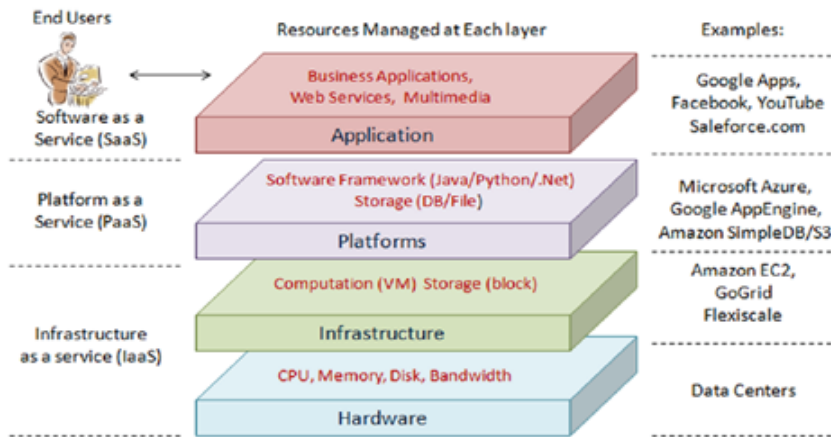 End Users
Resources Managed at Each layer
Examples:
Business Applications,
Web Services, Multimedia
Application
Software as a
Service (SaaS)
Google Apps,
Facebook, YouTube
Saleforce.com
Software Framework (Java/Python/.Net)
Storage (DB/File)
Platforms
Platform as a
Service (PaaS)
Microsoft Azure,
Google AppEngine,
Amazon SimpleDB/S3
Computation (VM) Storage (block)
Infrastructure
Amazon EC2,
GoGrid
Flexiscale
Infrastructure
as a service (IaaS)
CPU, Memory, Disk, Bandwidth
Hardware
Data Centers